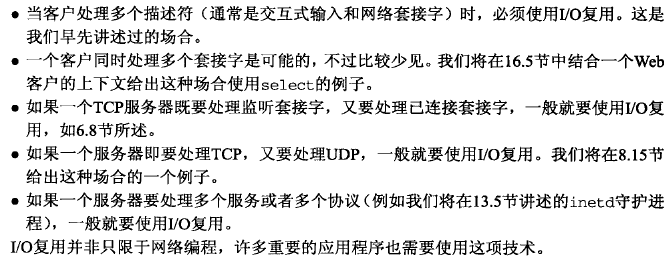 ● 当客户处理多个描述符（通常是交互式输入和网络套接字）时，必须使用I/O复用。这是
我们早先讲述过的场合。
● 一个客户同时处理多个套接字是可能的，不过比较少见。我们将在16.5节中结合一个Web
客户的上下文给出这种场合使用select的例子。
● 如果一个TCP服务器既要处理监听套接字，又要处理已连接套接字，一般就要使用I/O复
用，如6.8节所述。
● 如果一个服务器即要处理TCP，又要处理UDP，一般就要使用I/O复用。我们将在8.15节
给出这种场合的一个例子。
● 如果一个服务器要处理多个服务或者多个协议（例如我们将在13.5节讲述的inetd守护进
程），一般就要使用I/O复用。
I/O复用并非只限于网络编程，许多重要的应用程序也需要使用这项技术。